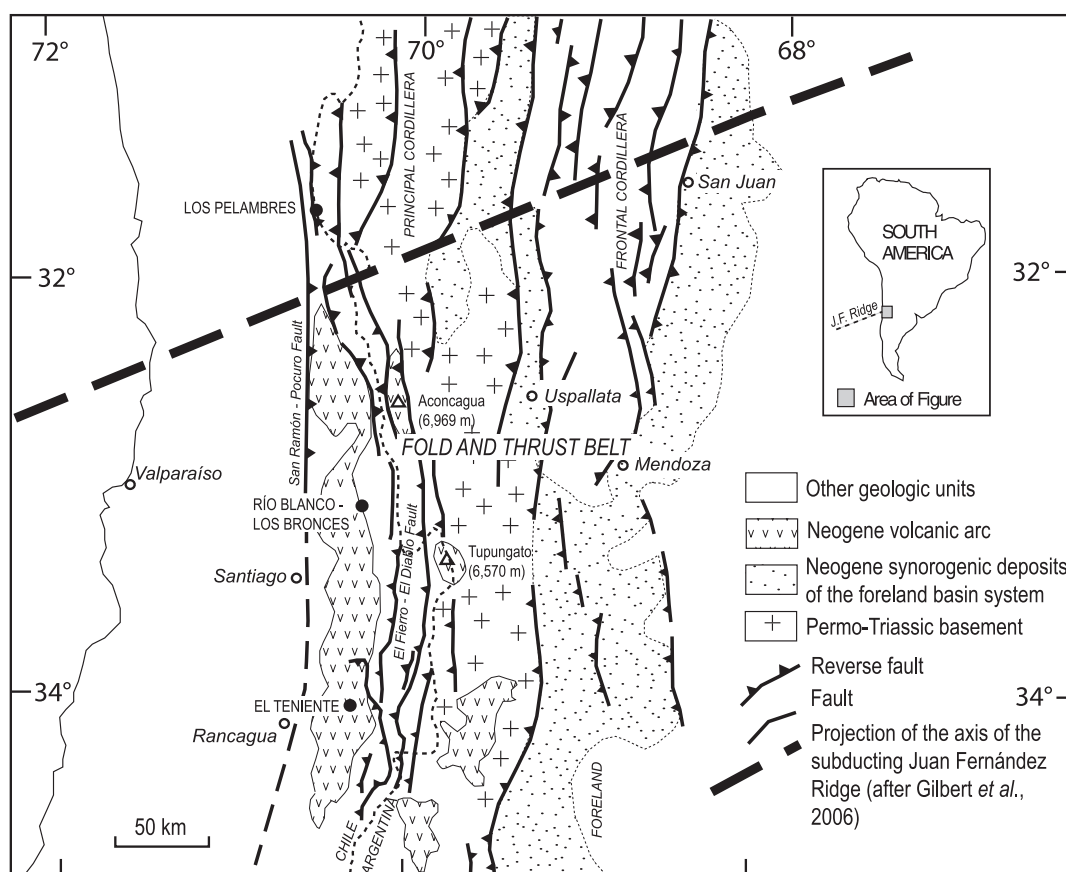 72°
70°
68°
PRINCIPAL CORDILLERA
FRONTAL CORDILLERA
San Juan
LOS PELAMBRES
SOUTH
AMERICA
32°
32°
J.F. Ridge
San Ramón - Pocuro Fault
Aconcagua
(6,969 m)
Uspallata
Area of Figure
FOLD AND THRUST BELT
Mendoza
Valparaíso
Other geologic units
RÍO BLANCO -
LOS BRONCES
Neogene volcanic arc
El Fierro - El Diablo Fault
Tupungato
(6,570 m)
Santiago
Neogene synorogenic deposits
of the foreland basin system
Permo-Triassic basement
Reverse fault
34°
EL TENIENTE
Fault
34°
Rancagua
Projection of the axis of the
subducting Juan Fernández
Ridge (after Gilbert et al.,
2006)
FORELAND
50 km
CHILE
ARGENTINA